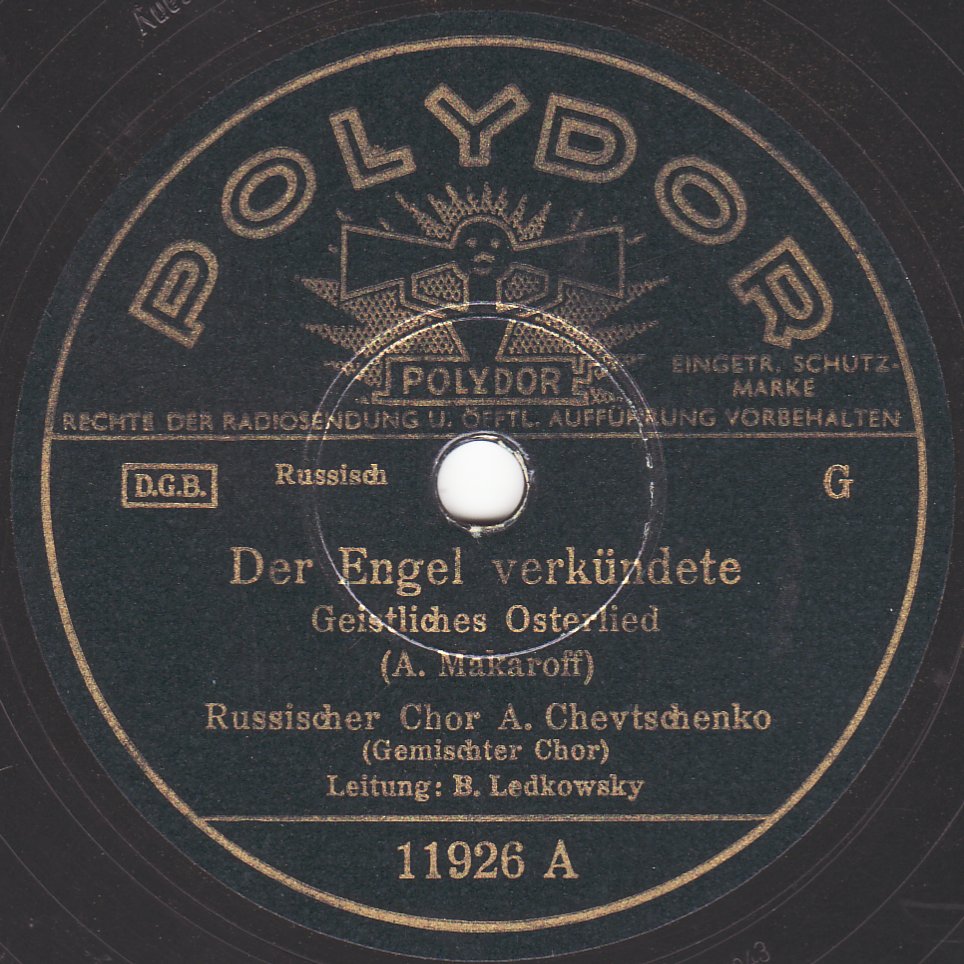 POLYDOR
POLYDOR
EINGETR. SCHUTZ-
MARKE
RECHTE DER RADIOSENDUNG U. ÖFFTL. AUFFÜHRUNG VORBEHALTEN
D.G.B.
Russisch
G
Der Engel verkündete
Geistliches Osterlied
(A. Makaroff)
Russischer Chor A. Chevtschenko
(Gemischter Chor)
Leitung: B. Ledkowsky
11926 A